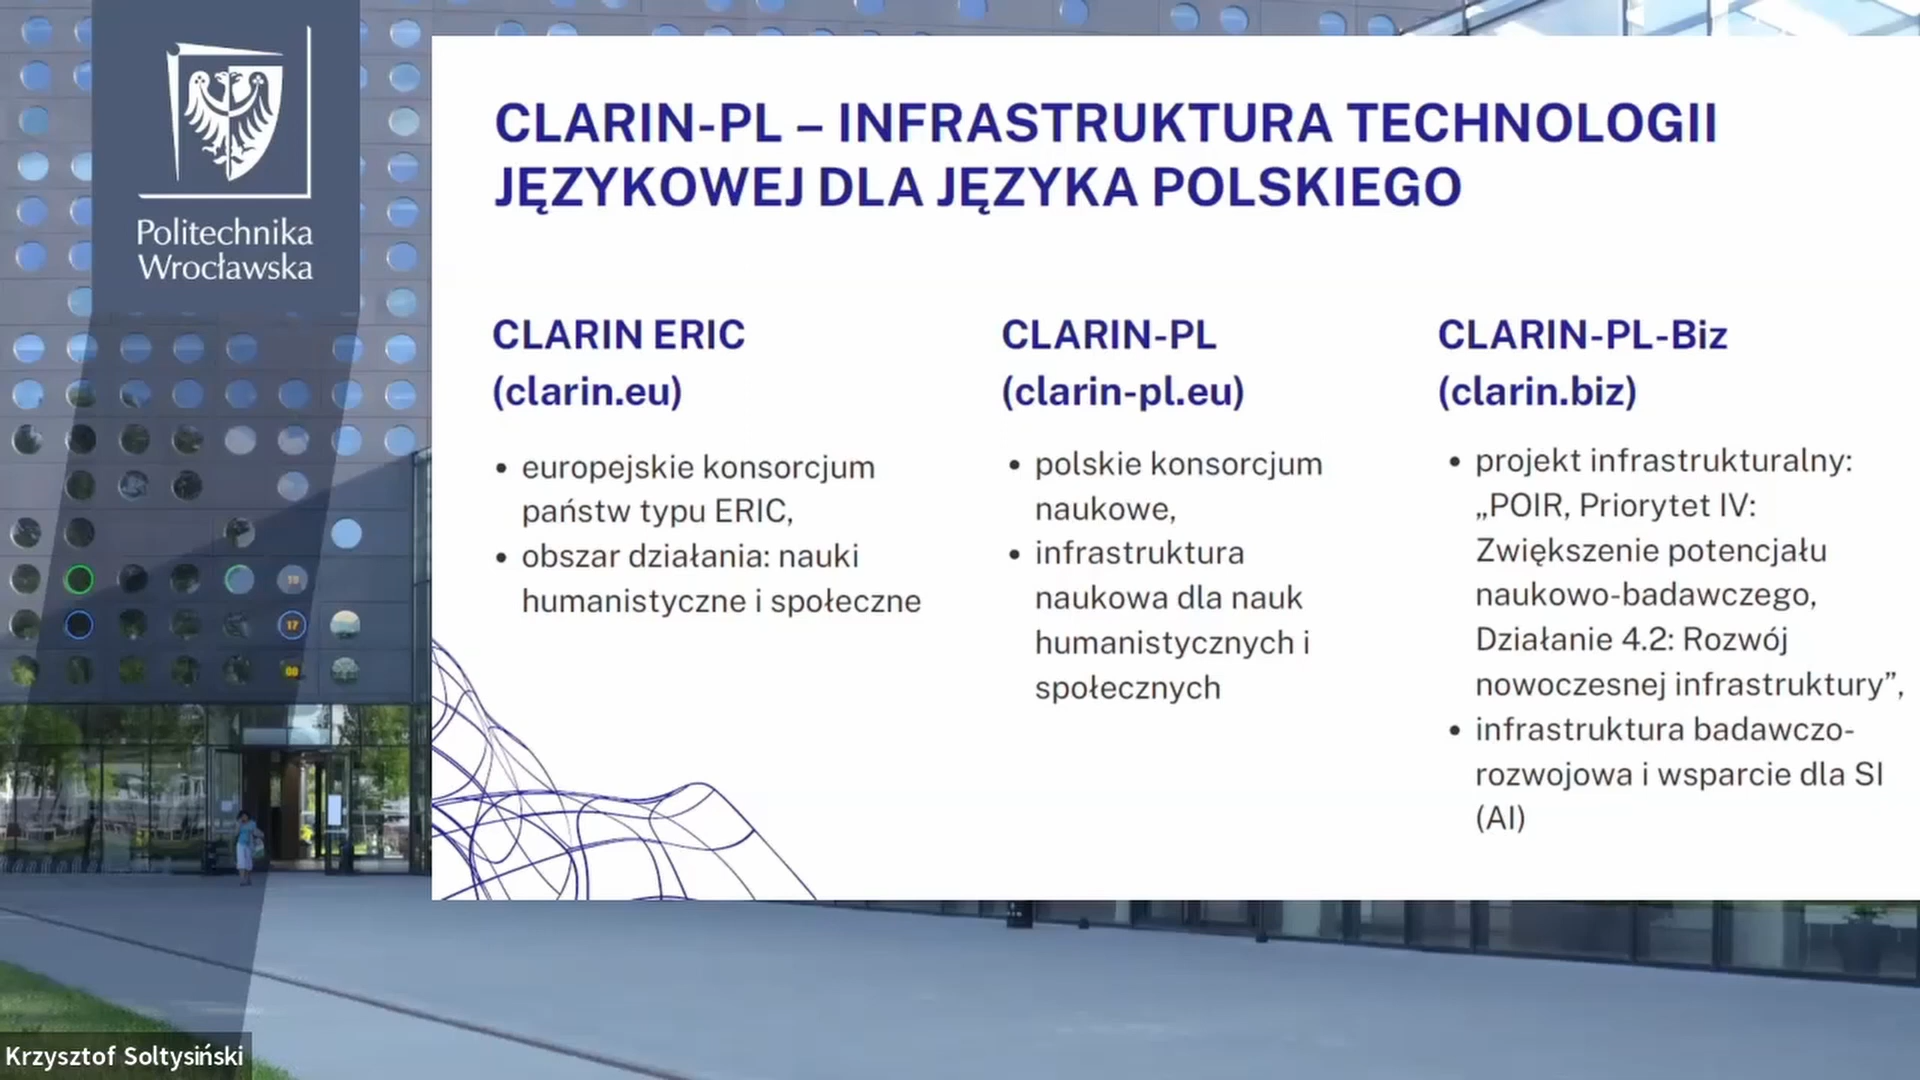 Politechnika
Wrocławska
CLARIN-PL – INFRASTRUKTURA TECHNOLOGII
JĘZYKOWEJ DLA JĘZYKA POLSKIEGO
CLARIN ERIC
(clarin.eu)
• europejskie konsorcjum
państw typu ERIC,
• obszar działania: nauki
humanistyczne i społeczne
CLARIN-PL
(clarin-pl.eu)
• polskie konsorcjum
naukowe,
• infrastruktura
naukowa dla nauk
humanistycznych i
społecznych
CLARIN-PL-Biz
(clarin.biz)
• projekt infrastrukturalny:
„POIR, Priorytet IV:
Zwiększenie potencjału
naukowo-badawczego,
Działanie 4.2: Rozwój
nowoczesnej infrastruktury”,
• infrastruktura badawczo-
rozwojowa i wsparcie dla SI
(AI)
17
00
Krzysztof Soltysiński